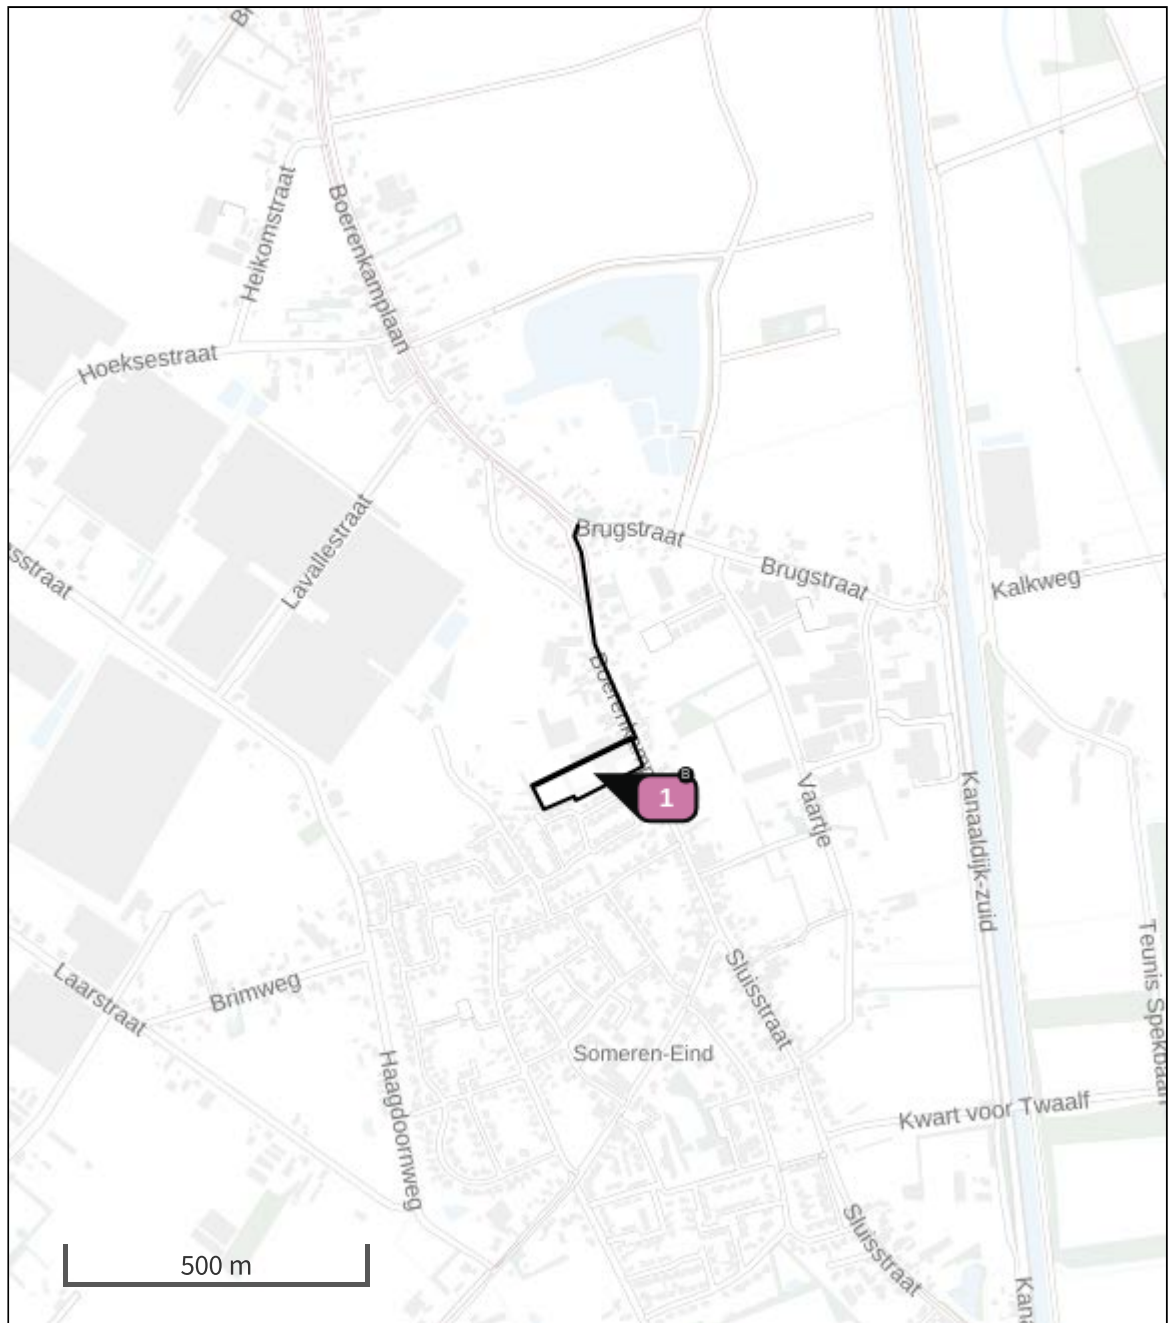 Heikomstraat
Boerenkamplaan
Hoeksestraat
Lavallestraat
sstraat
Brugstraat
Brugstraat
Kalkweg
1
B
Vaartje
Kanaaldijk-zuid
Teunis Spekbaan
Laarstraat
Brimweg
Sluisstraat
Haagdoornweg
Someren-Eind
Kwart voor Twaalf
Sluisstraat
500 m
Kana